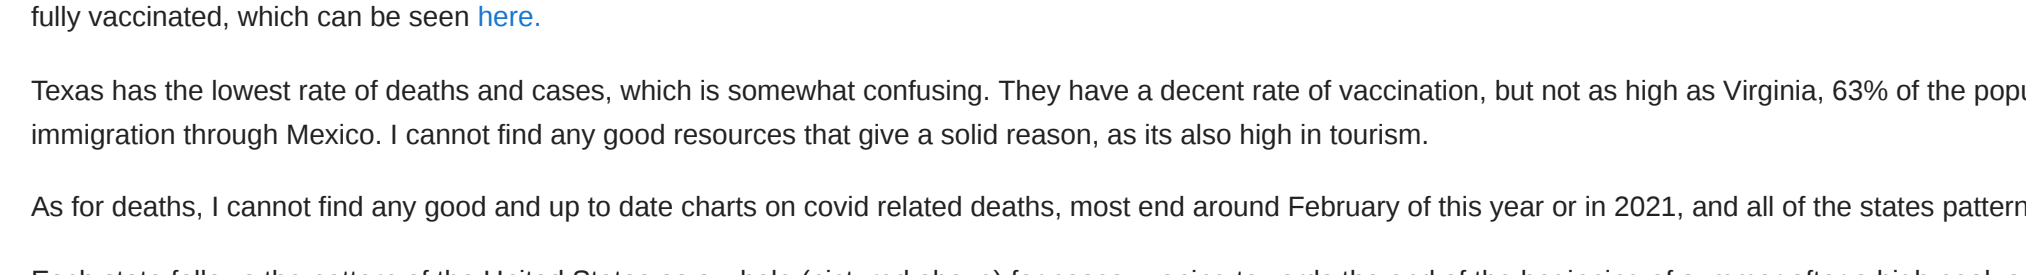 fully vaccinated, which can be seen here.
Texas has the lowest rate of deaths and cases, which is somewhat confusing. They have a decent rate of vaccination, but not as high as Virginia, 63% of the
immigration through Mexico. I cannot find any good resources that give a solid reason, as its also high in tourism.
As for deaths, I cannot find any good and up to date charts on covid related deaths, most end around February of this year or in 2021, and all of the states pattern